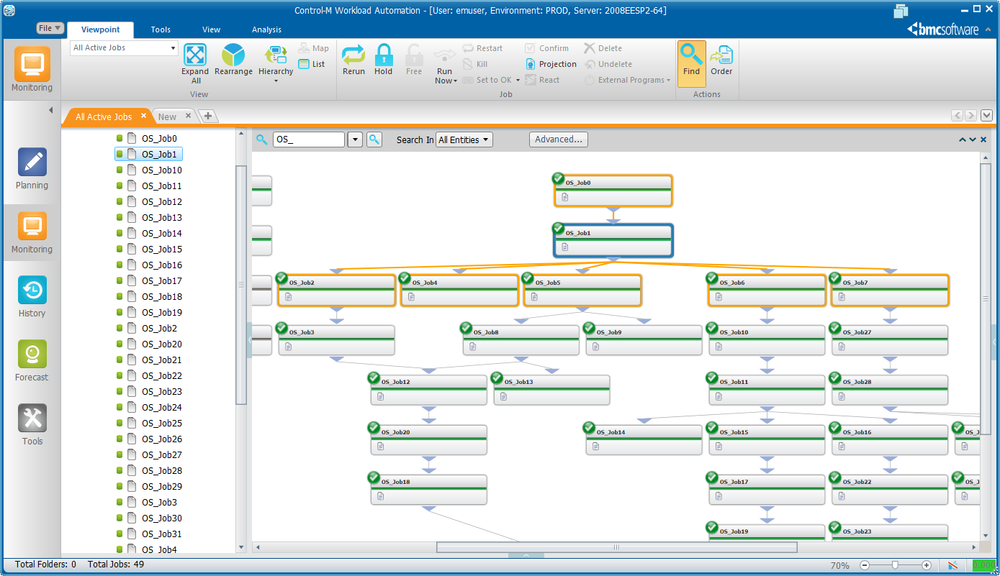 Control-M Workload Automation - [User: emuser, Environment: PROD, Server: 2008EESP2-64]
File
Viewpoint
Tools
View
Analysis
bmcsoftware
All Active Jobs
Expand All
Rearrange
Hierarchy
Map
List
View
Rerun
Hold
Free
Run Now
Restart
Kill
Set to OK
Confirm
Projection
React
Delete
Undelete
External Programs
Job
Find
Order
Actions
Monitoring
Planning
Monitoring
History
Forecast
Tools
All Active Jobs
New
OS_Job0
OS_Job1
OS_Job10
OS_Job11
OS_Job12
OS_Job13
OS_Job14
OS_Job15
OS_Job16
OS_Job17
OS_Job18
OS_Job19
OS_Job2
OS_Job20
OS_Job21
OS_Job22
OS_Job23
OS_Job24
OS_Job25
OS_Job26
OS_Job27
OS_Job28
OS_Job29
OS_Job3
OS_Job30
OS_Job31
OS_Job4
OS_
Search In
All Entities
Advanced...
OS_Job0
OS_Job1
OS_Job2
OS_Job4
OS_Job5
OS_Job6
OS_Job7
OS_Job3
OS_Job8
OS_Job9
OS_Job10
OS_Job27
OS_Job12
OS_Job13
OS_Job11
OS_Job28
OS_Job20
OS_Job14
OS_Job15
OS_Job16
OS_J
OS_Job18
OS_Job17
OS_Job22
OS_J
OS_Job19
OS_Job23
Total Folders: 0
Total Jobs: 49
70%